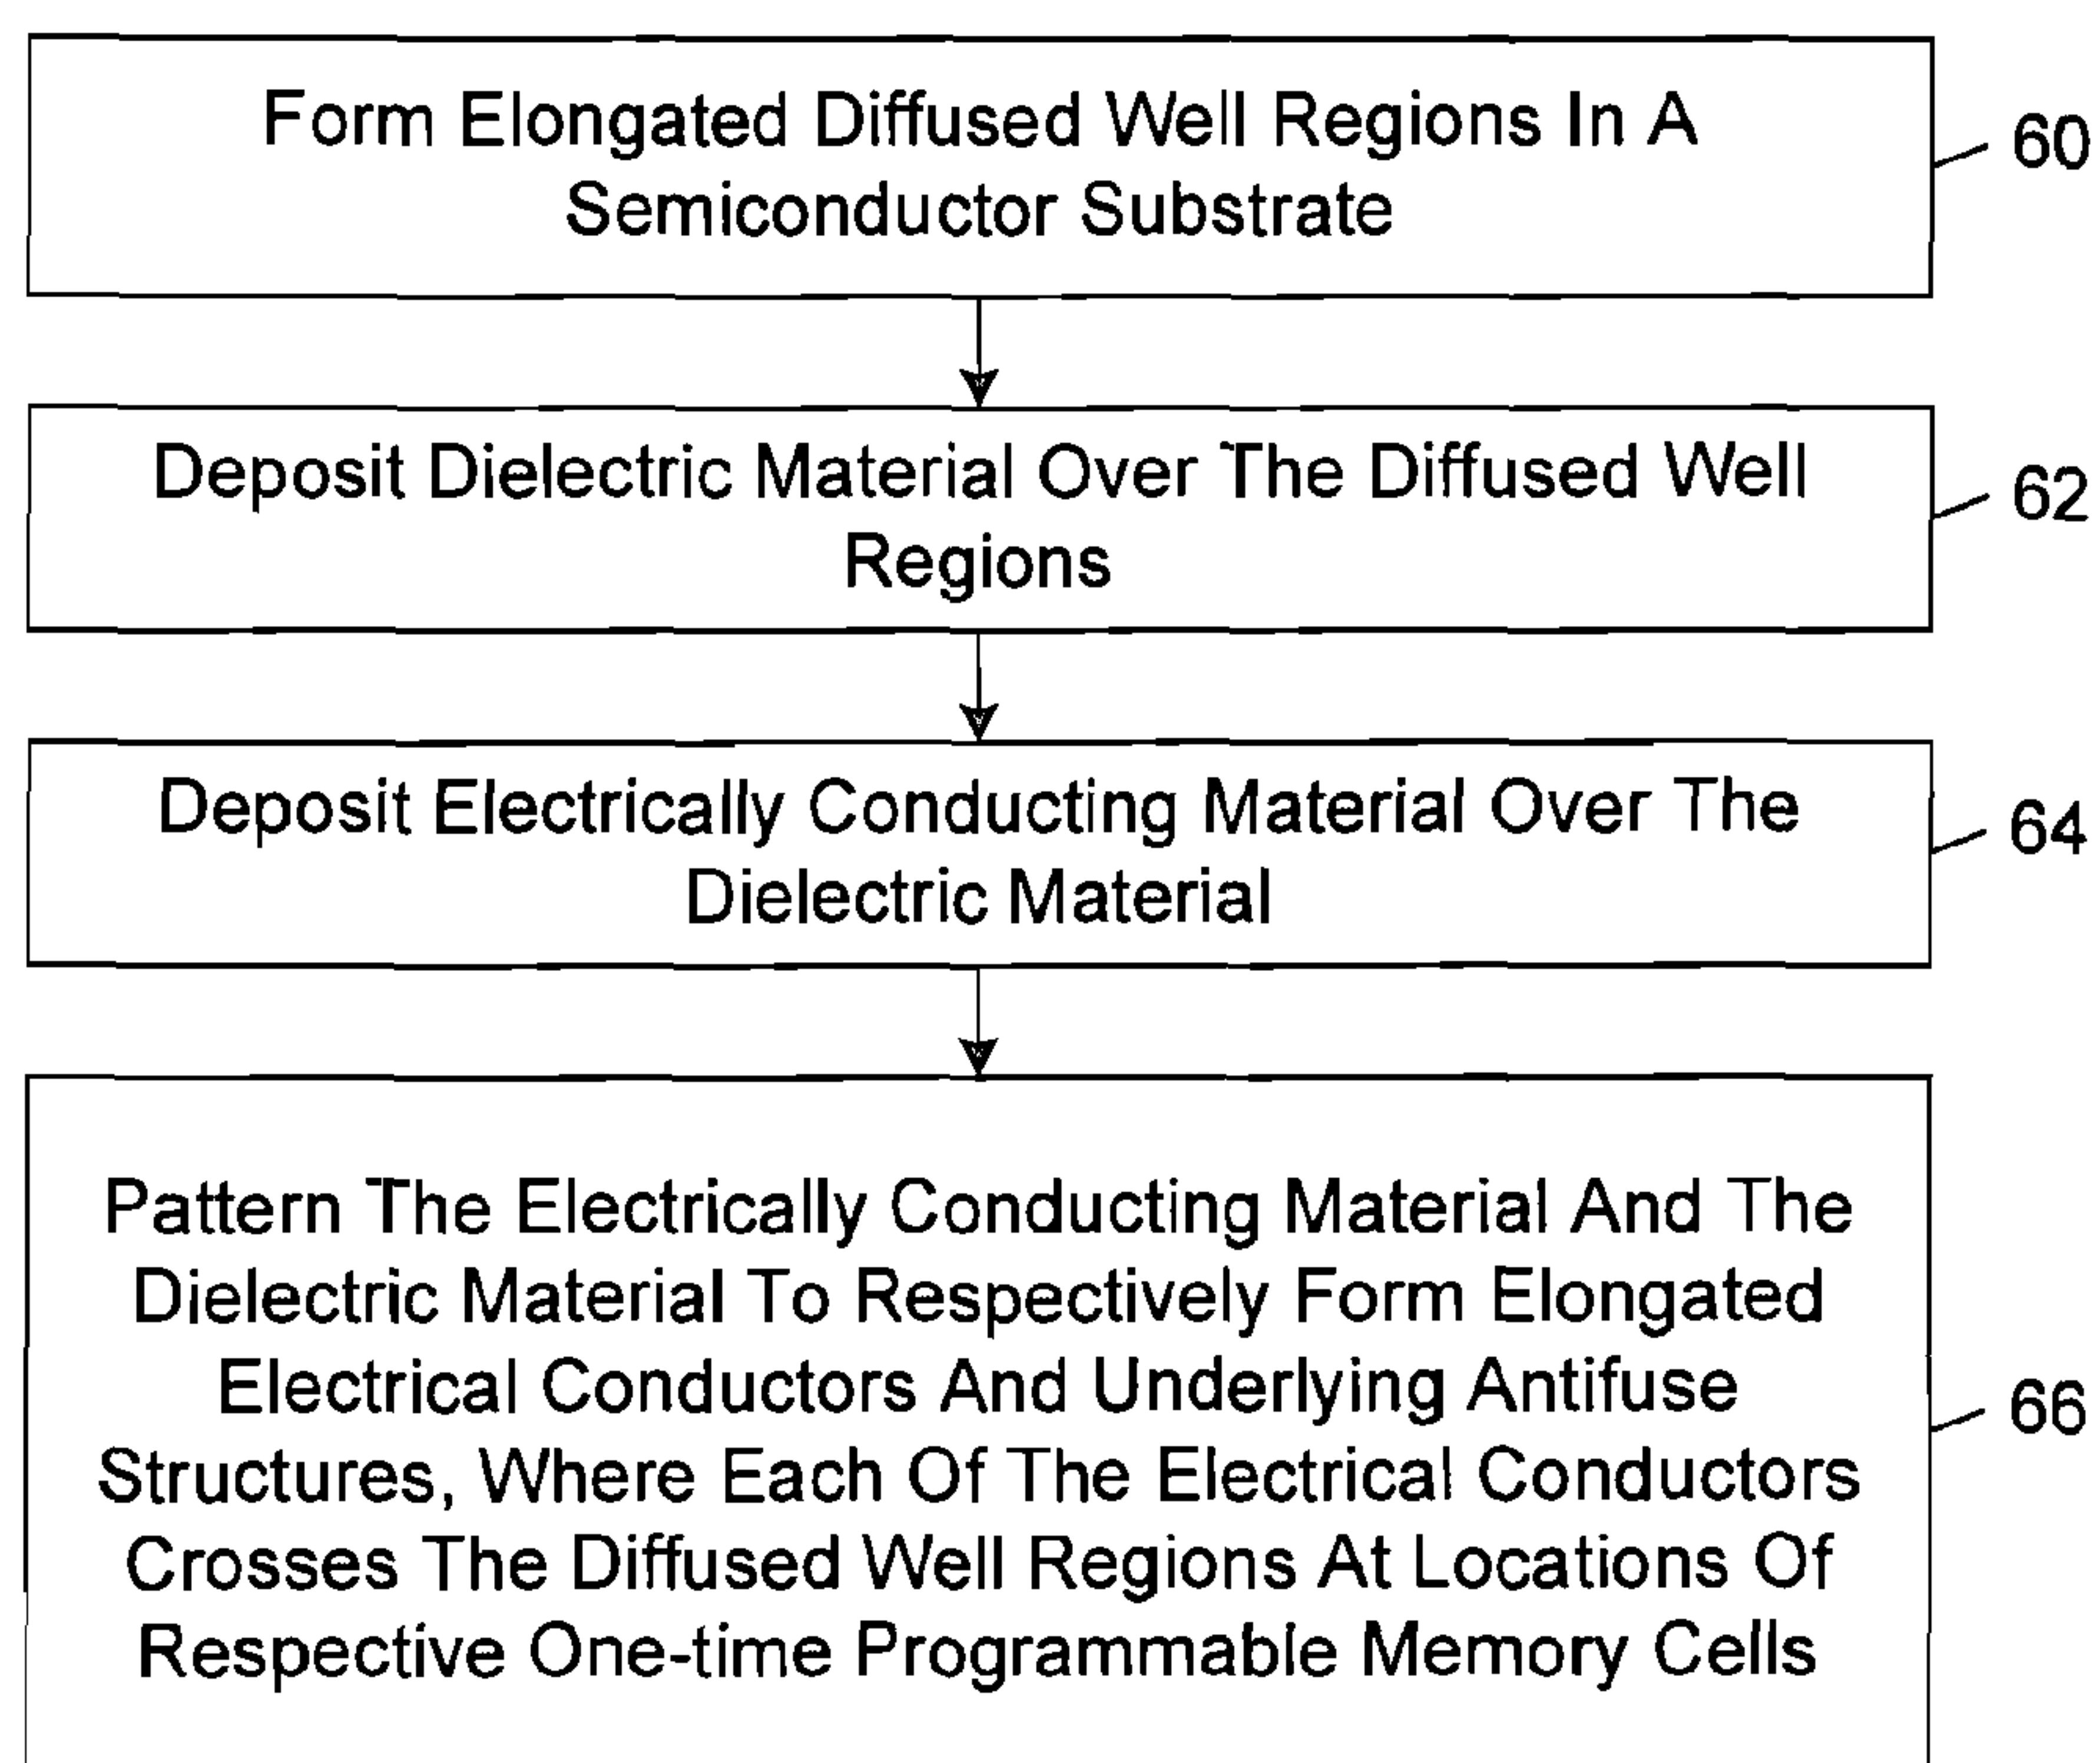 Form Elongated Diffused Well Regions In A
Semiconductor Substrate
60
Deposit Dielectric Material Over The Diffused Well
Regions
62
Deposit Electrically Conducting Material Over The
Dielectric Material
64
Pattern The Electrically Conducting Material And The
Dielectric Material To Respectively Form Elongated
Electrical Conductors And Underlying Antifuse
Structures, Where Each Of The Electrical Conductors
Crosses The Diffused Well Regions At Locations Of
Respective One-time Programmable Memory Cells
66